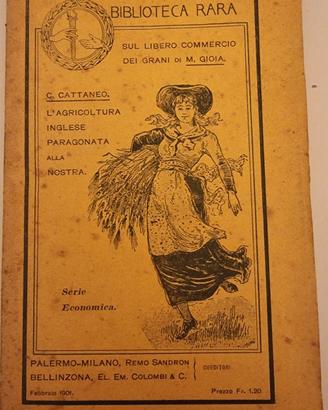 BIBLIOTECA RARA
SUL LIBERO COMMERCIO
DEI GRANI DI M. GIOIA.
C. CATTANEO.
L'AGRICOLTURA
INGLESE
PARAGONATA
ALLA
NOSTRA.
Serie
Economica.
PALERMO-MILANO, REMO SANDRON
BELLINZONA, EL. EM. COLOMBI & C.
EDITORI
Febbraio 1901.
Prezzo Fr. 1,20